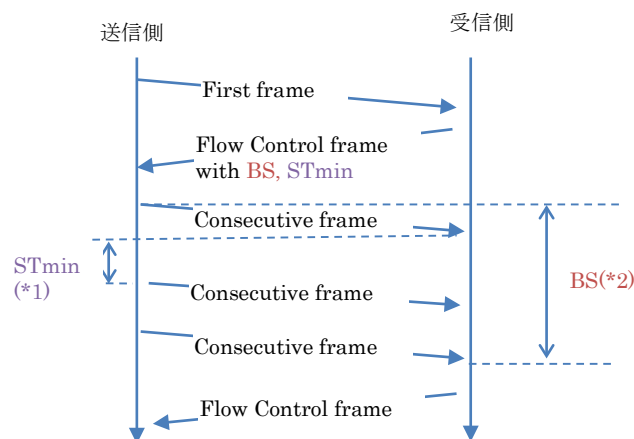 送信側
受信側
First frame
Flow Control frame
with BS, STmin
Consecutive frame
STmin
(*1)
BS(*2)
Consecutive frame
Consecutive frame
Flow Control frame